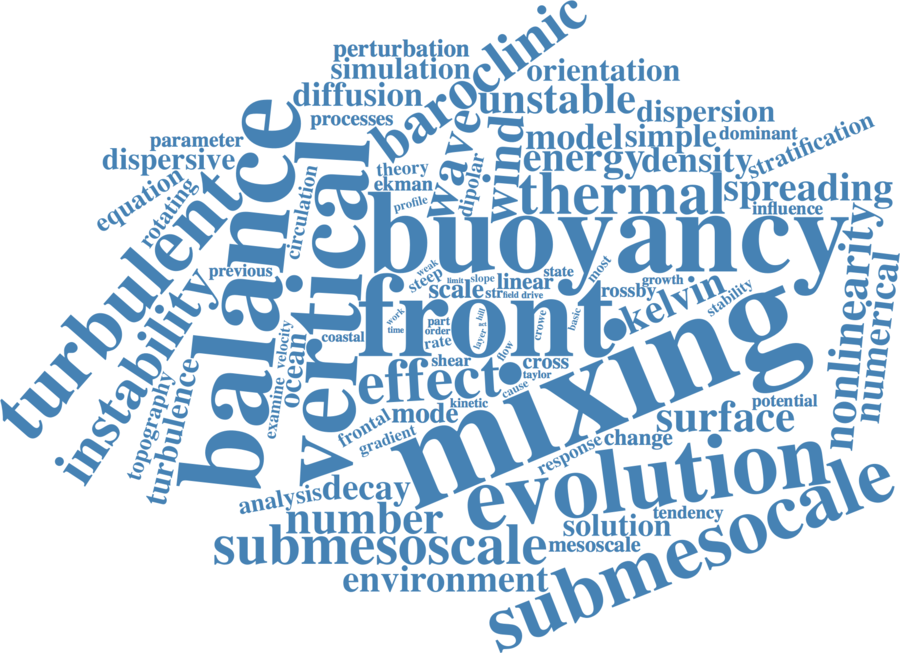 perturbation
baroclinic
simulation
orientation
diffusion
unstable
processes
dispersion
parameter
wave
wind
model
simple
dominant
stratification
dispersive
balance
vertical
theory
dipolar
energy
density
equation
rotating
circulation
ekman
profile
thermal
spreading
influence
turbulent
buoyancy
nonlinearity
numerical
instability
previous
weak
steep
limit
slope
linear
state
most
growth
scale
str
field
drive
rossby
kelvin
stability
front
work
time
part
order
rate
layer
n
hill
crowe
basic
coastal
velocity
examine
ocean
topography
turbulence
effect
shear
flow
cross
taylor
cause
kinetic
mixing
potential
frontal
gradient
mode
surface
response
change
analysis
decay
evolution
number
solution
tendency
submesoscale
mesoscale
submesocale
environment